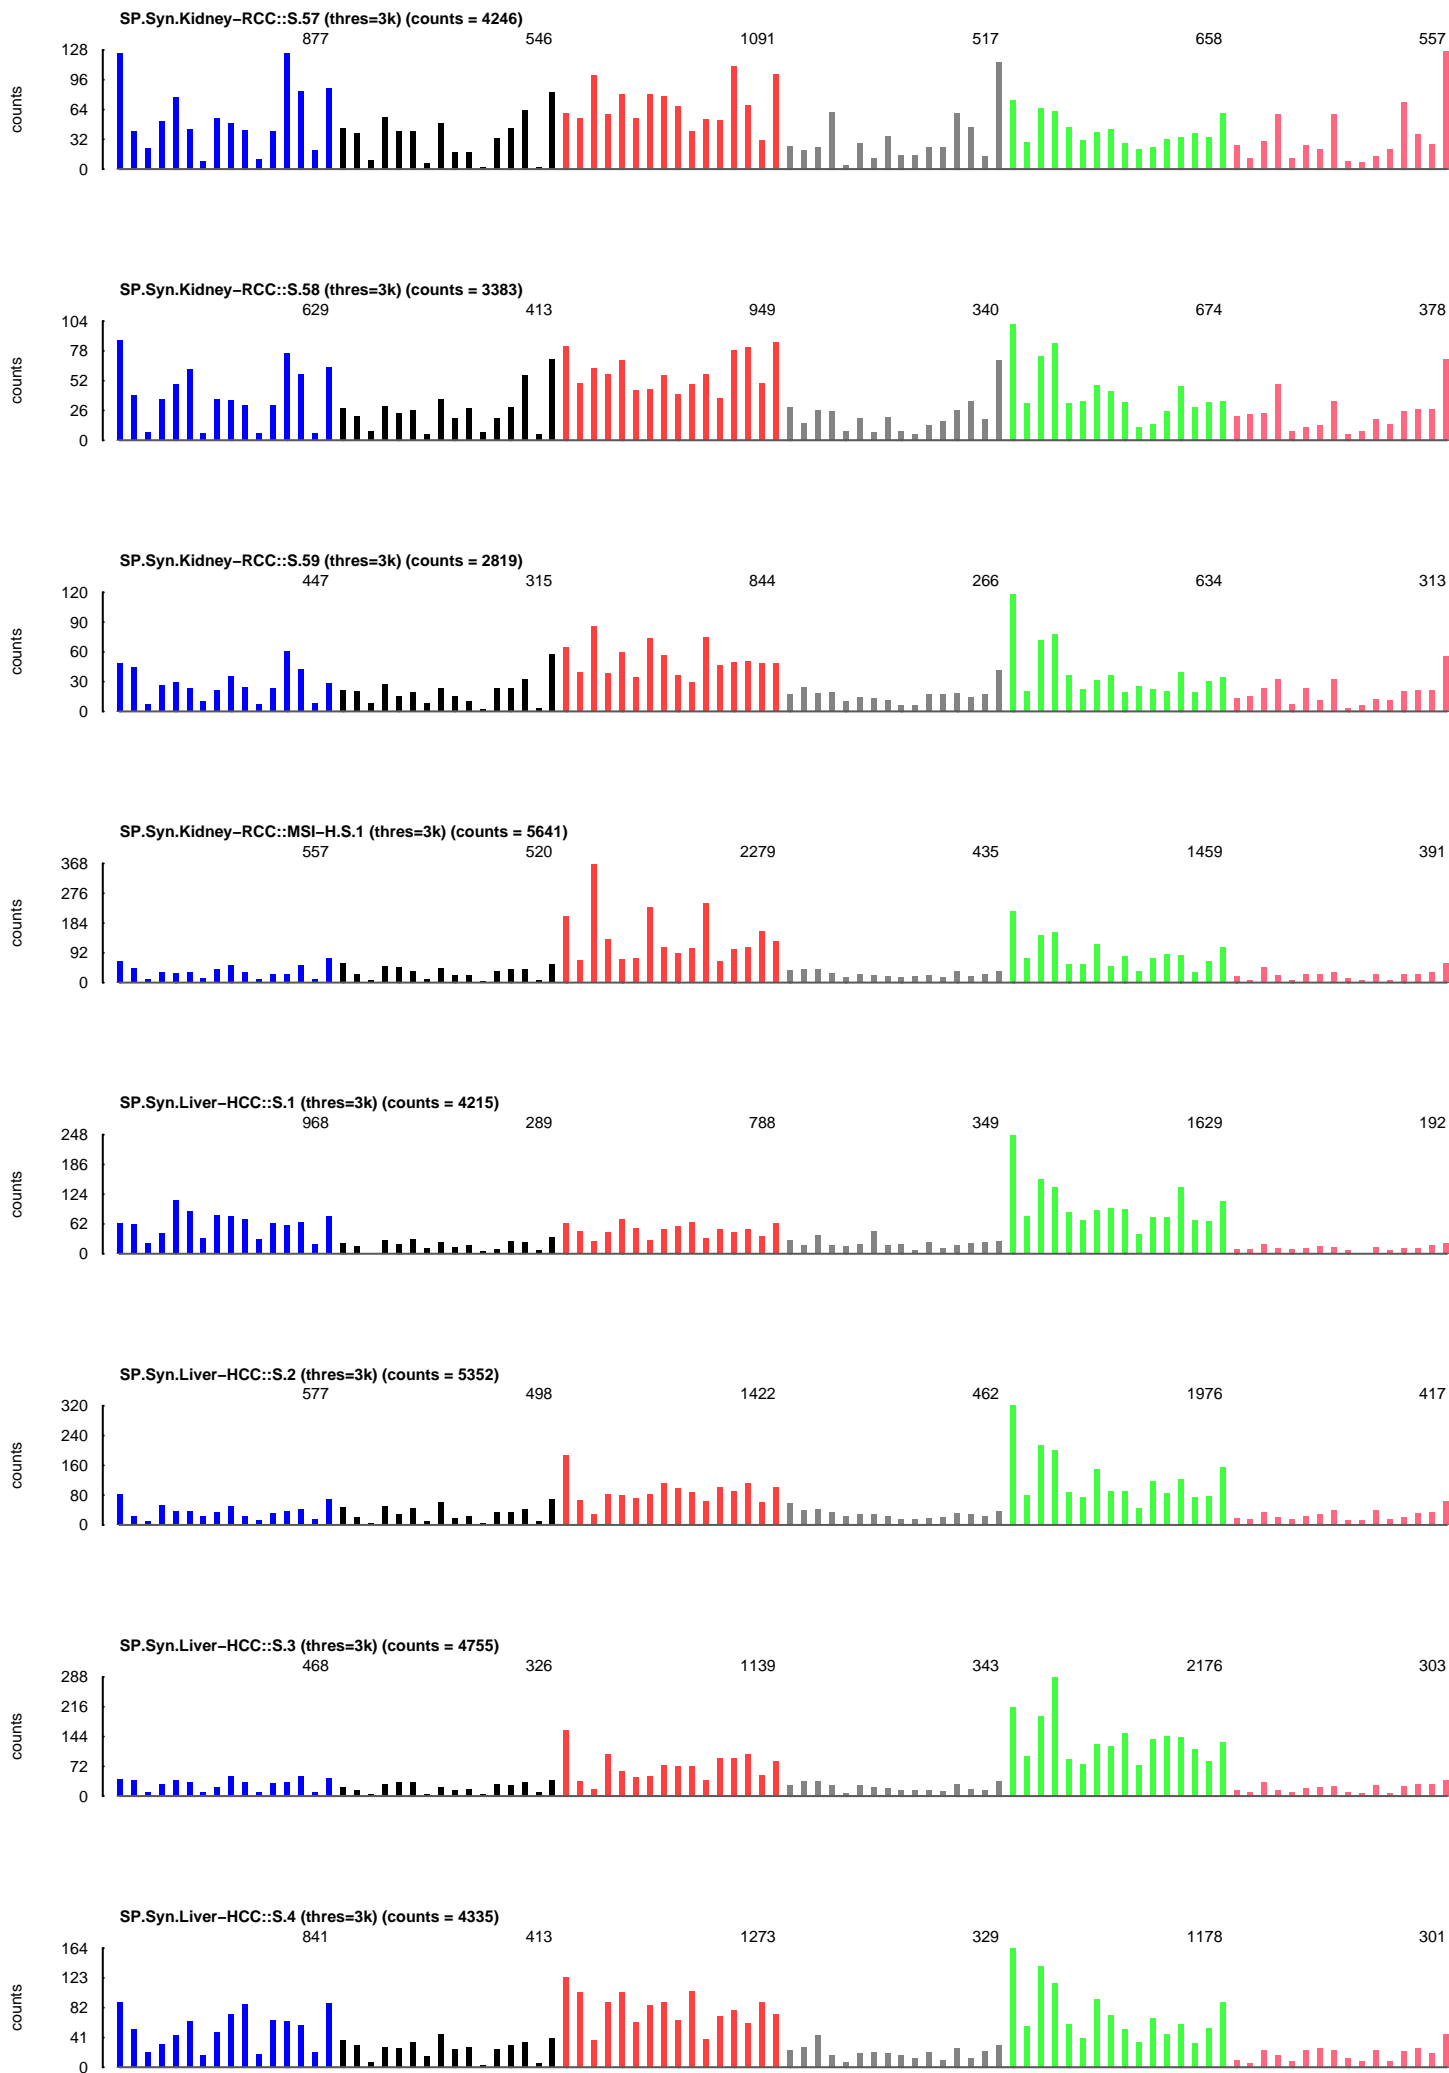 SP.Syn.Kidney−RCC::S.57 (thres=3k) (counts = 4246)
877 546 1091 517 658 557
128
96
64
32
0
counts
SP.Syn.Kidney−RCC::S.58 (thres=3k) (counts = 3383)
629 413 949 340 674 378
104
78
52
26
0
counts
SP.Syn.Kidney−RCC::S.59 (thres=3k) (counts = 2819)
447 315 844 266 634 313
120
90
60
30
0
counts
SP.Syn.Kidney−RCC::MSI−H.S.1 (thres=3k) (counts = 5641)
557 520 2279 435 1459 391
368
276
184
92
0
counts
SP.Syn.Liver−HCC::S.1 (thres=3k) (counts = 4215)
968 289 788 349 1629 192
248
186
124
62
0
counts
SP.Syn.Liver−HCC::S.2 (thres=3k) (counts = 5352)
577 498 1422 462 1976 417
320
240
160
80
0
counts
SP.Syn.Liver−HCC::S.3 (thres=3k) (counts = 4755)
468 326 1139 343 2176 303
288
216
144
72
0
counts
SP.Syn.Liver−HCC::S.4 (thres=3k) (counts = 4335)
841 413 1273 329 1178 301
164
123
82
41
0
counts